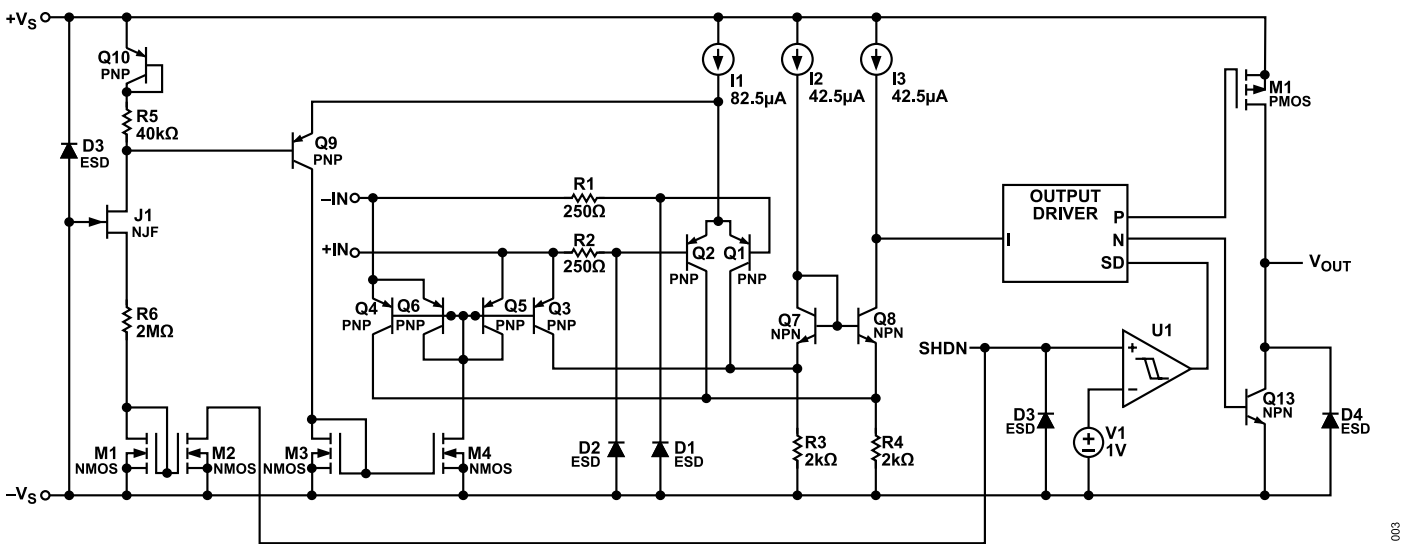 +VS
Q10
PNP
R5
40kΩ
D3
ESD
J1
NJF
R6
2MΩ
M1
NMOS
M2
NMOS
–VS
Q9
PNP
–IN
R1
250Ω
+IN
R2
250Ω
Q4
PNP
Q6
PNP
Q5
PNP
Q3
PNP
M3
NMOS
M4
NMOS
D2
ESD
D1
ESD
I1
82.5µA
I2
42.5µA
I3
42.5µA
Q2
PNP
Q1
PNP
Q7
NPN
Q8
NPN
R3
2kΩ
R4
2kΩ
OUTPUT
DRIVER
I
P
N
SD
M1
PMOS
VOUT
SHDN
U1
+
–
D3
ESD
V1
1V
+
–
Q13
NPN
D4
ESD
003